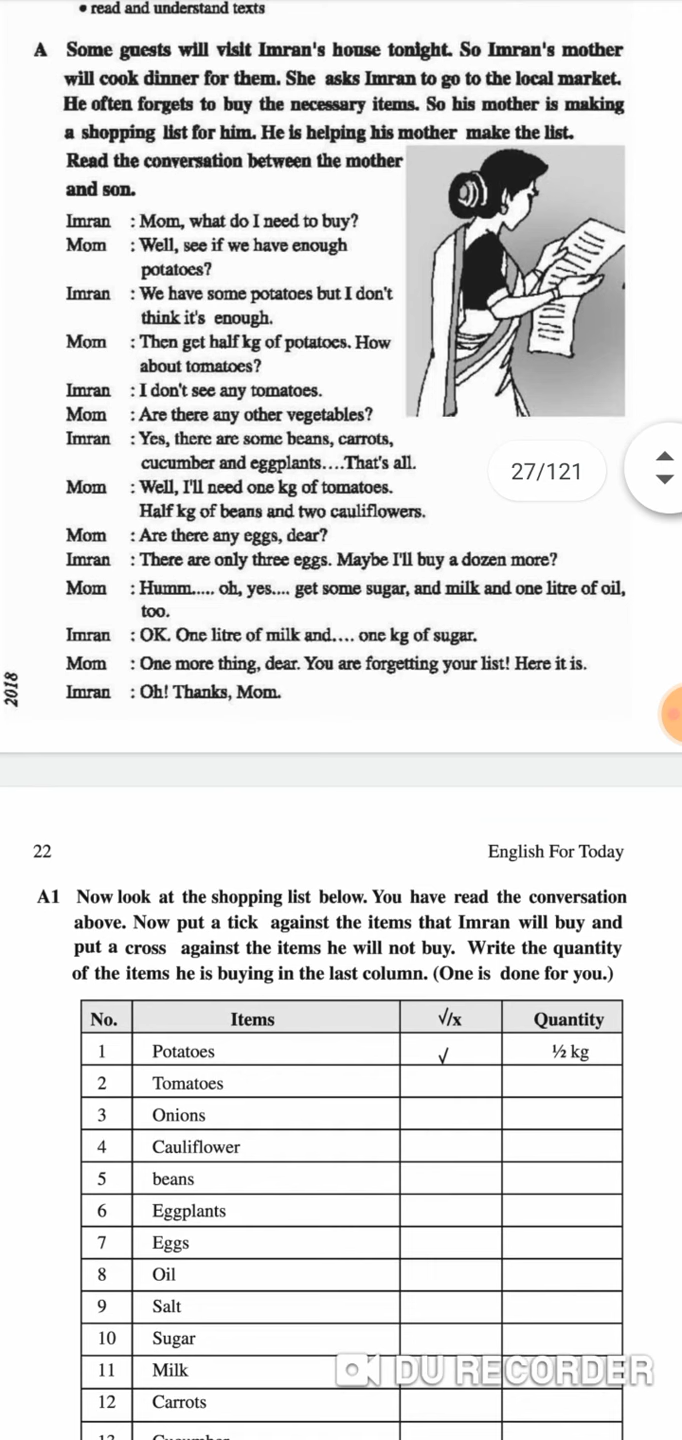 • read and understand texts
A Some guests will visit Imran's house tonight. So Imran's mother
will cook dinner for them. She asks Imran to go to the local market.
He often forgets to buy the necessary items. So his mother is making
a shopping list for him. He is helping his mother make the list.
Read the conversation between the mother
and son.
Imran : Mom, what do I need to buy?
Mom : Well, see if we have enough
potatoes?
Imran : We have some potatoes but I don't
think it's enough.
Mom : Then get half kg of potatoes. How
about tomatoes?
Imran : I don't see any tomatoes.
Mom : Are there any other vegetables?
Imran : Yes, there are some beans, carrots,
cucumber and eggplants....That's all.
Mom : Well, I'll need one kg of tomatoes.
Half kg of beans and two cauliflowers.
Mom : Are there any eggs, dear?
Imran : There are only three eggs. Maybe I'll buy a dozen more?
Mom : Humm..... oh, yes.... get some sugar, and milk and one litre of oil,
too.
Imran : OK. One litre of milk and.... one kg of sugar.
Mom : One more thing, dear. You are forgetting your list! Here it is.
Imran : Oh! Thanks, Mom.
27/121
2018
22 English For Today
A1 Now look at the shopping list below. You have read the conversation
above. Now put a tick against the items that Imran will buy and
put a cross against the items he will not buy. Write the quantity
of the items he is buying in the last column. (One is done for you.)
No. Items √/x Quantity
1 Potatoes √ ½ kg
2 Tomatoes
3 Onions
4 Cauliflower
5 beans
6 Eggplants
7 Eggs
8 Oil
9 Salt
10 Sugar
11 Milk
12 Carrots
13 Cucumber
DU RECORDER